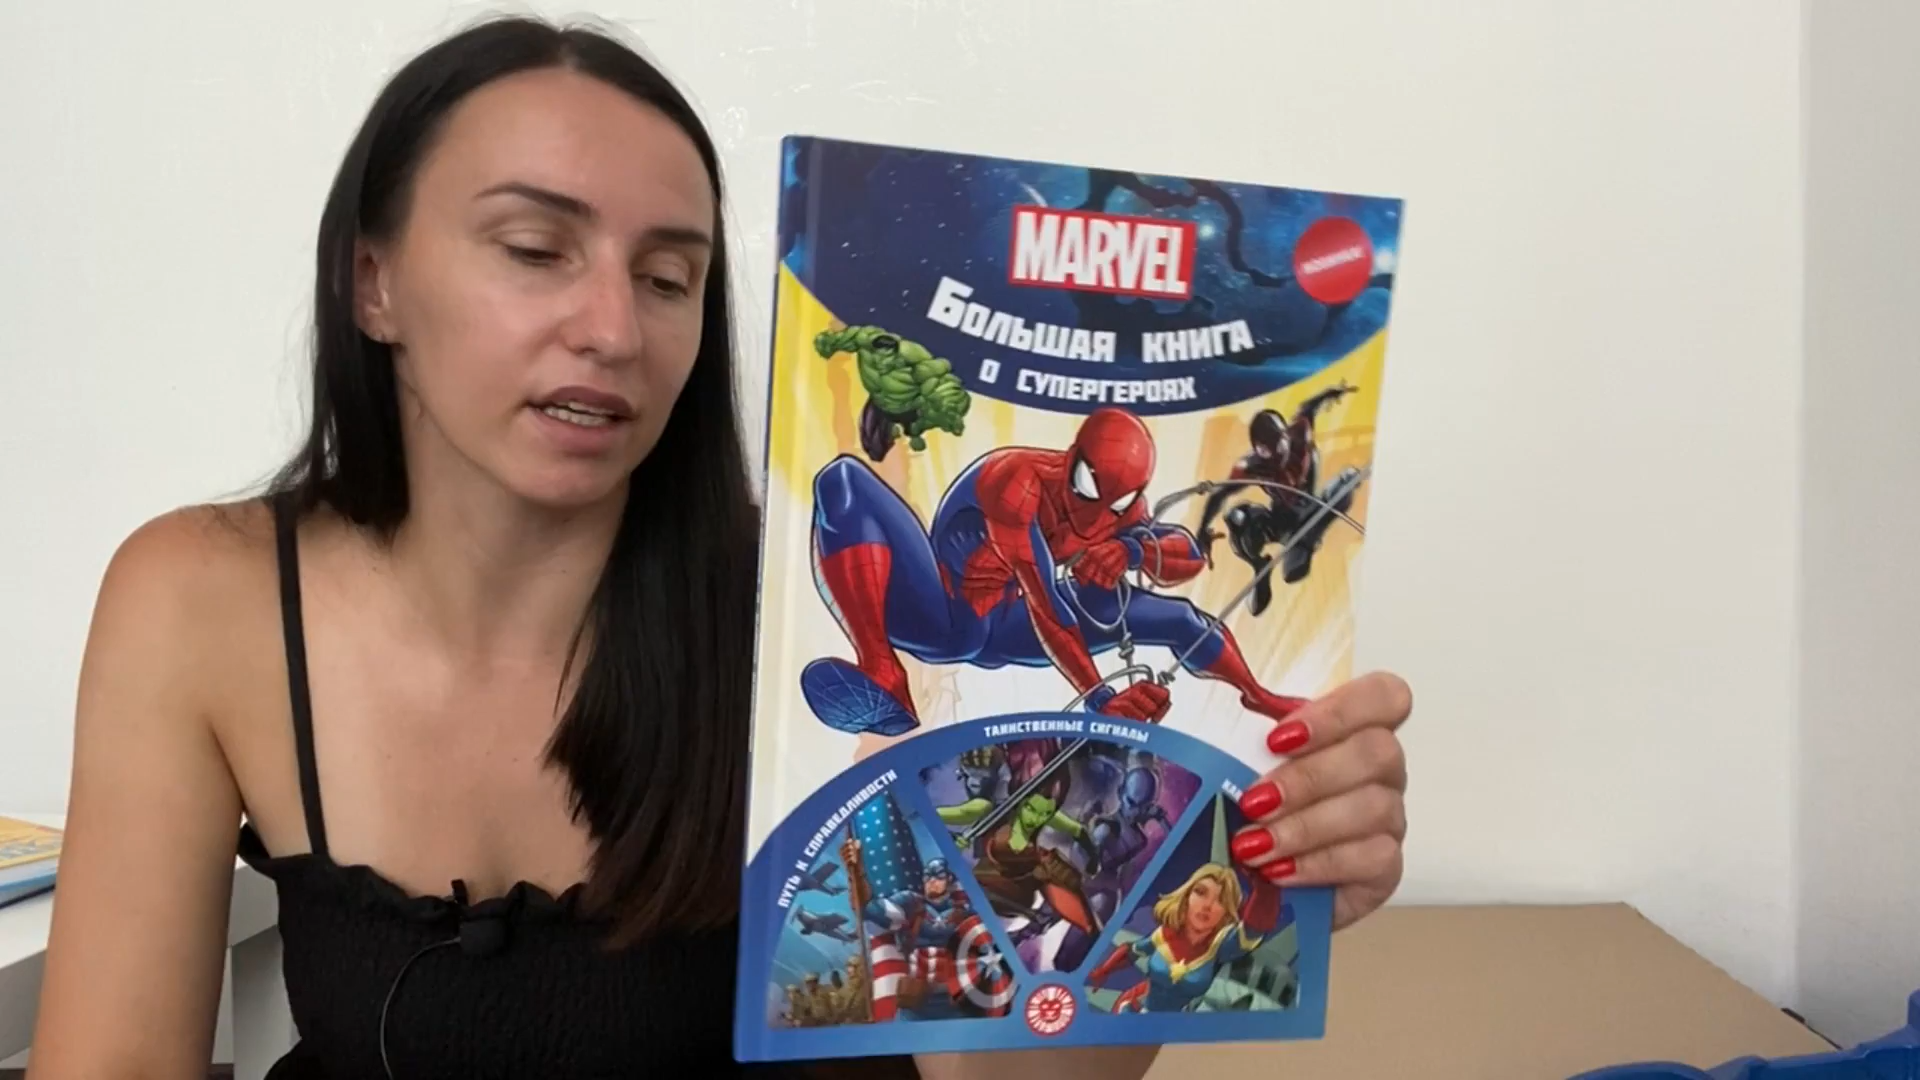 MARVEL
Большая книга
о супергероях
ТАИНСТВЕННЫЕ СИГНАЛЫ
ПУТЬ К СПРАВЕДЛИВОСТИ